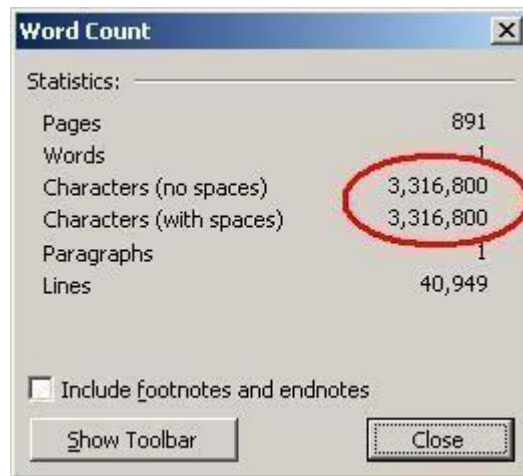 Word Count
Statistics:
Pages 891
Words 1
Characters (no spaces) 3,316,800
Characters (with spaces) 3,316,800
Paragraphs 1
Lines 40,949
Include footnotes and endnotes
Show Toolbar Close